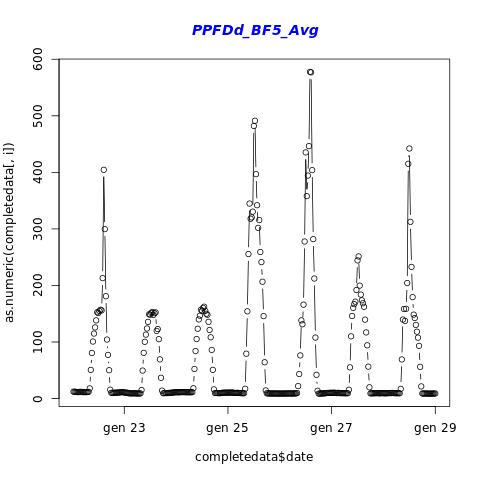 PPFDd_BF5_Avg
as.numeric(completedata[, i])
600
500
400
300
200
100
0
gen 23
gen 25
gen 27
gen 29
completedata$date